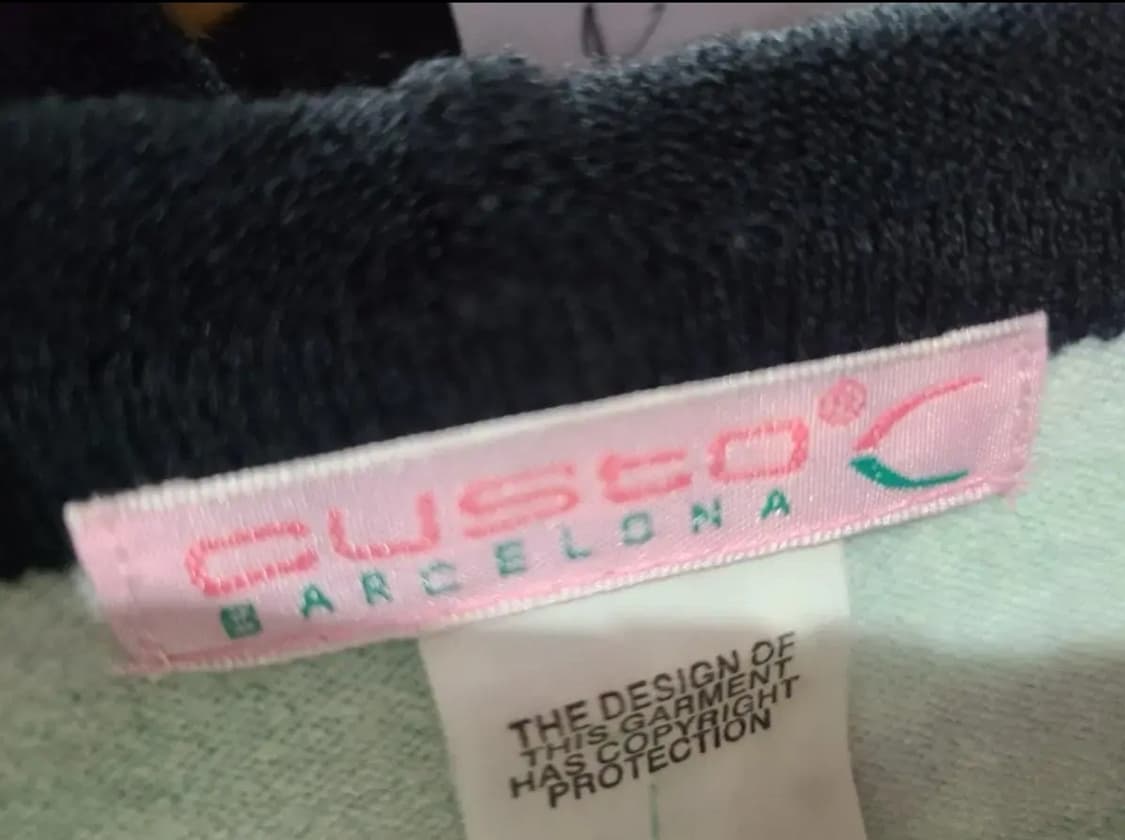 CUSTO®
BARCELONA
THE DESIGN OF
THIS GARMENT
HAS COPYRIGHT
PROTECTION